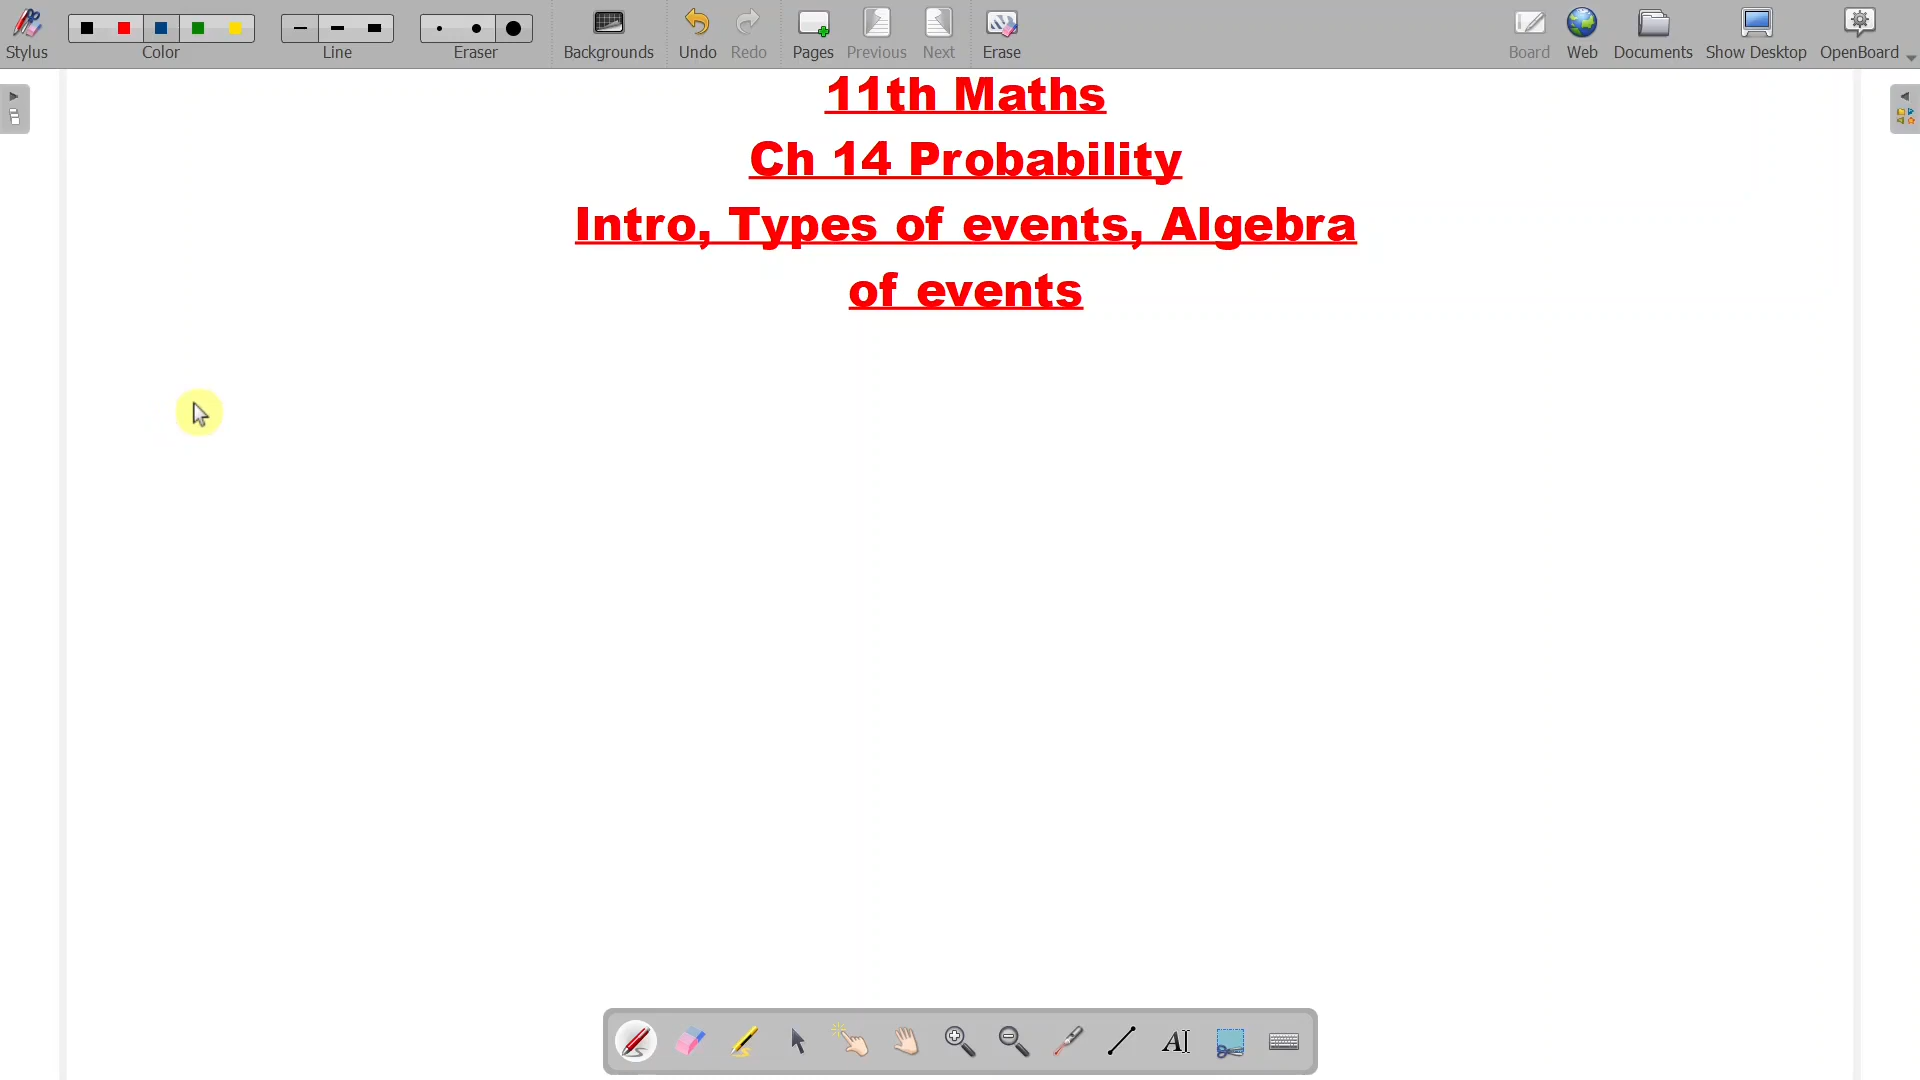 Stylus Color Line Eraser Backgrounds Undo Redo Pages Previous Next Erase Board Web Documents Show Desktop OpenBoard
11th Maths
Ch 14 Probability
Intro, Types of events, Algebra
of events
AI